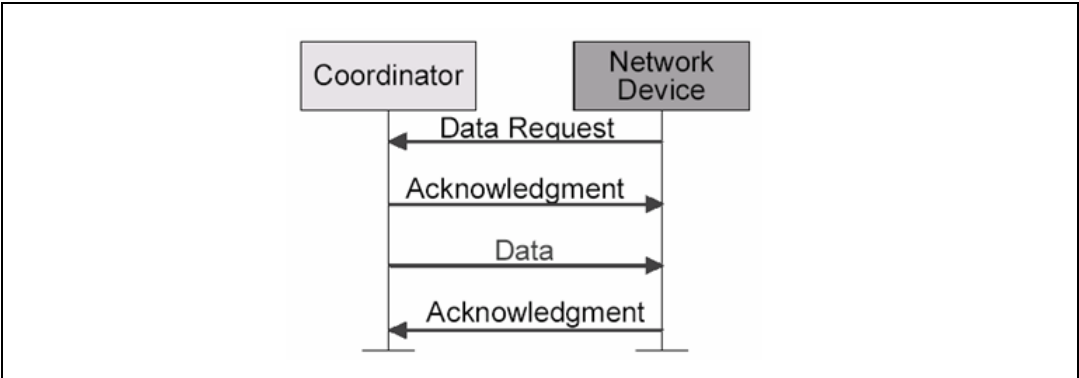 Coordinator
Network
Device
Data Request
Acknowledgment
Data
Acknowledgment